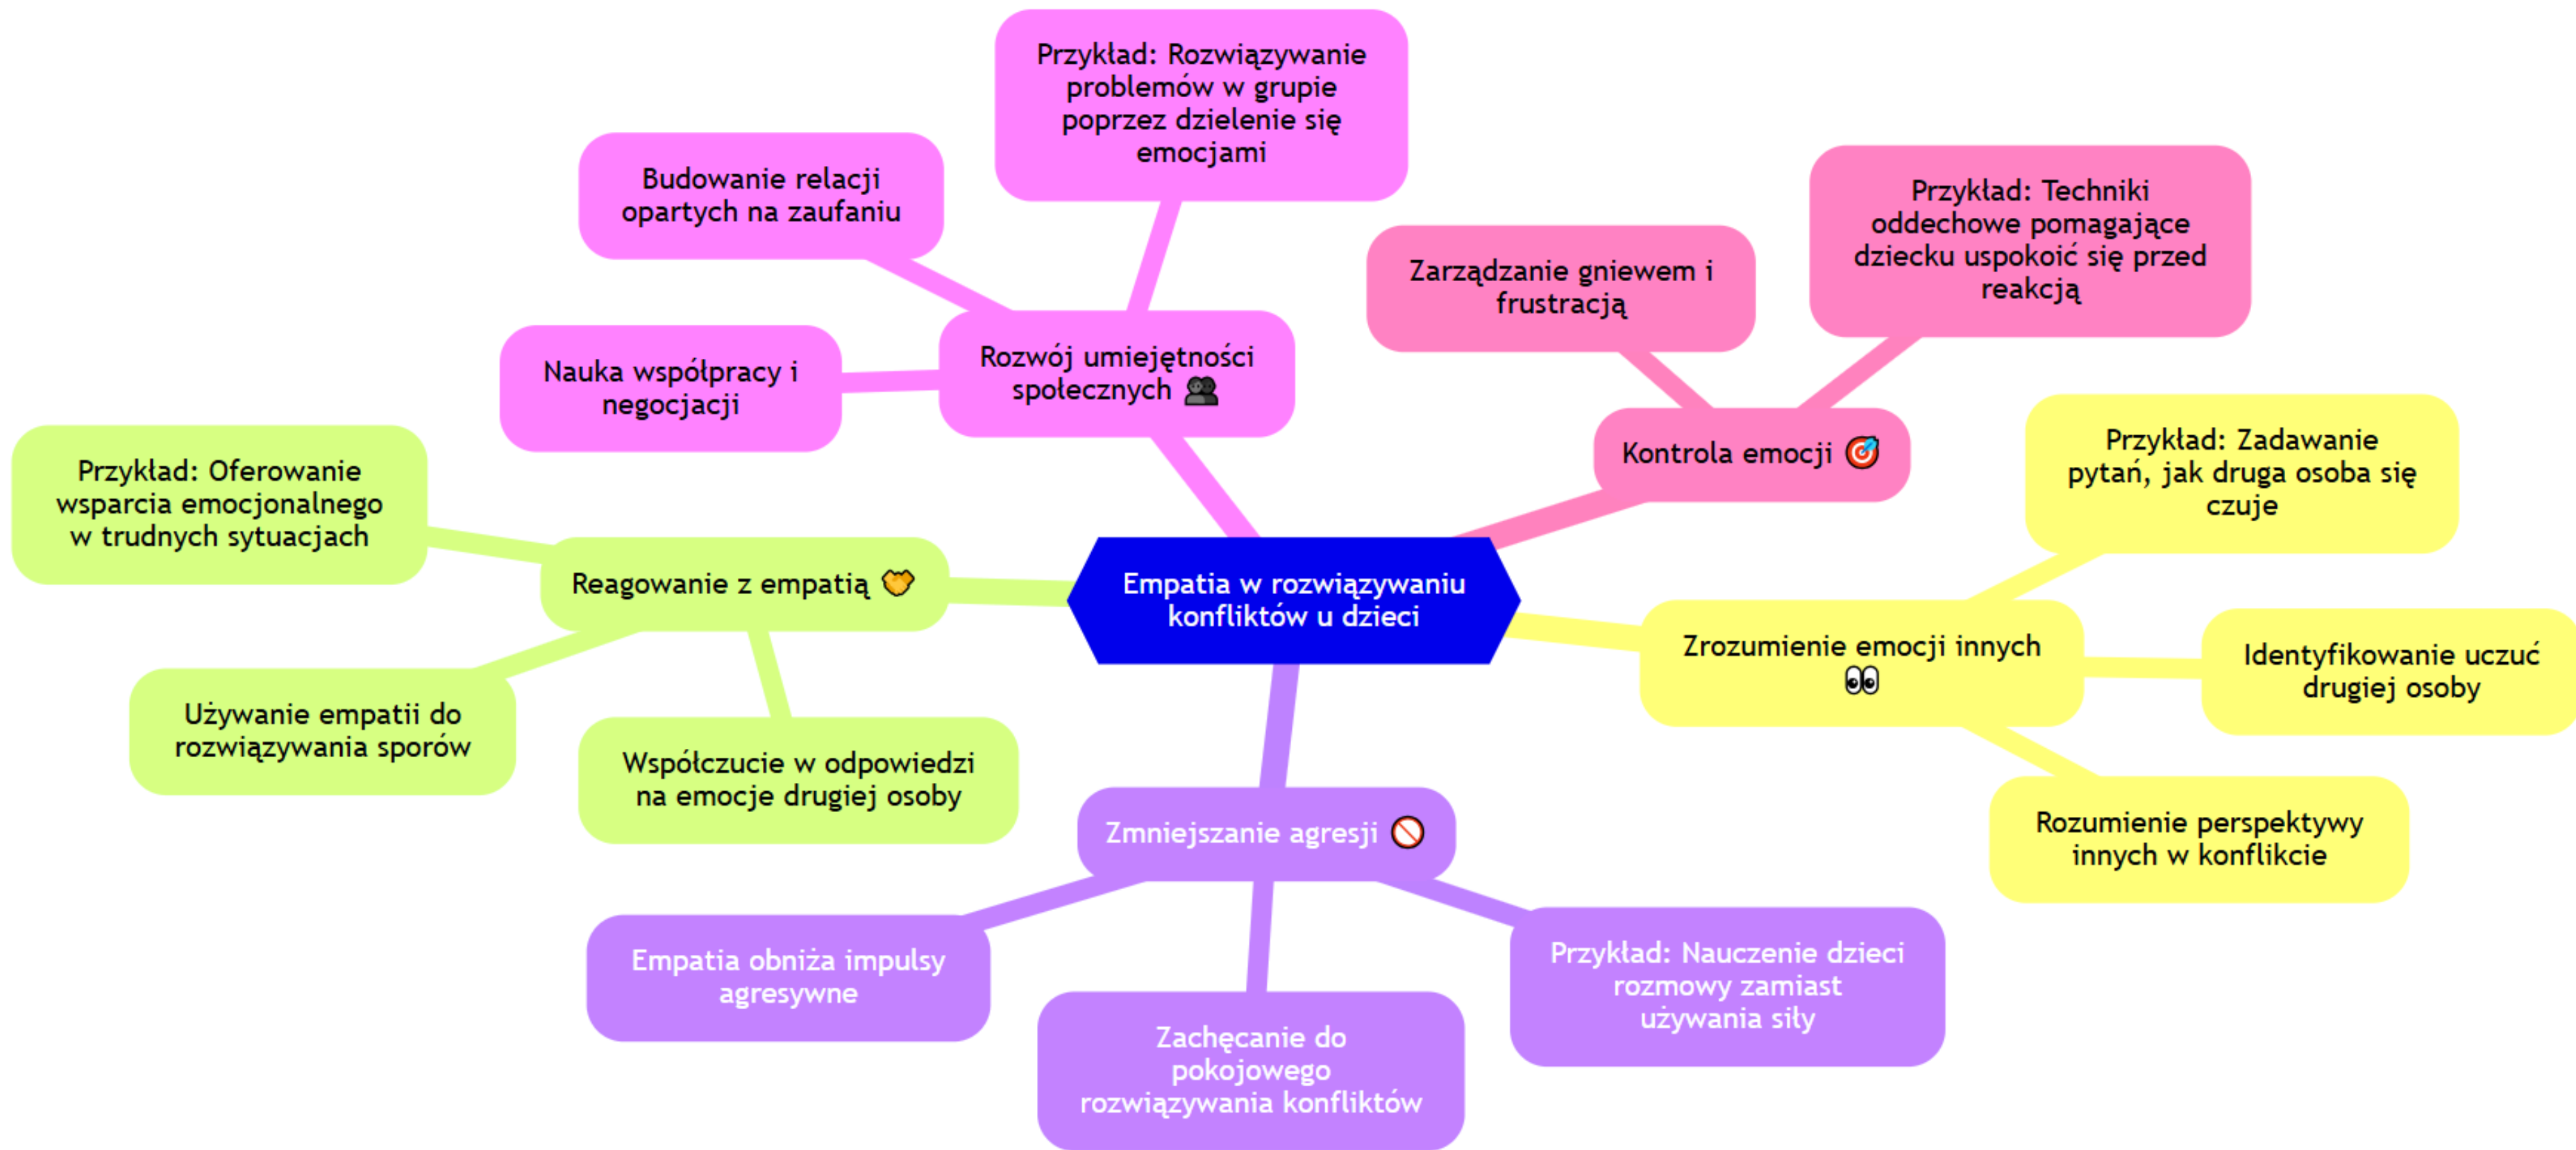 Empatia w rozwiązywaniu
konfliktów u dzieci
Rozwój umiejętności
społecznych 👥
Przykład: Rozwiązywanie
problemów w grupie
poprzez dzielenie się
emocjami
Budowanie relacji
opartych na zaufaniu
Nauka współpracy i
negocjacji
Kontrola emocji 🎯
Zarządzanie gniewem i
frustracją
Przykład: Techniki
oddechowe pomagające
dziecku uspokoić się przed
reakcją
Zrozumienie emocji innych
👀
Przykład: Zadawanie
pytań, jak druga osoba się
czuje
Identyfikowanie uczuć
drugiej osoby
Rozumienie perspektywy
innych w konflikcie
Reagowanie z empatią 🤝
Przykład: Oferowanie
wsparcia emocjonalnego
w trudnych sytuacjach
Używanie empatii do
rozwiązywania sporów
Współczucie w odpowiedzi
na emocje drugiej osoby
Zmniejszanie agresji 🚫
Empatia obniża impulsy
agresywne
Zachęcanie do
pokojowego
rozwiązywania konfliktów
Przykład: Nauczenie dzieci
rozmowy zamiast
używania siły